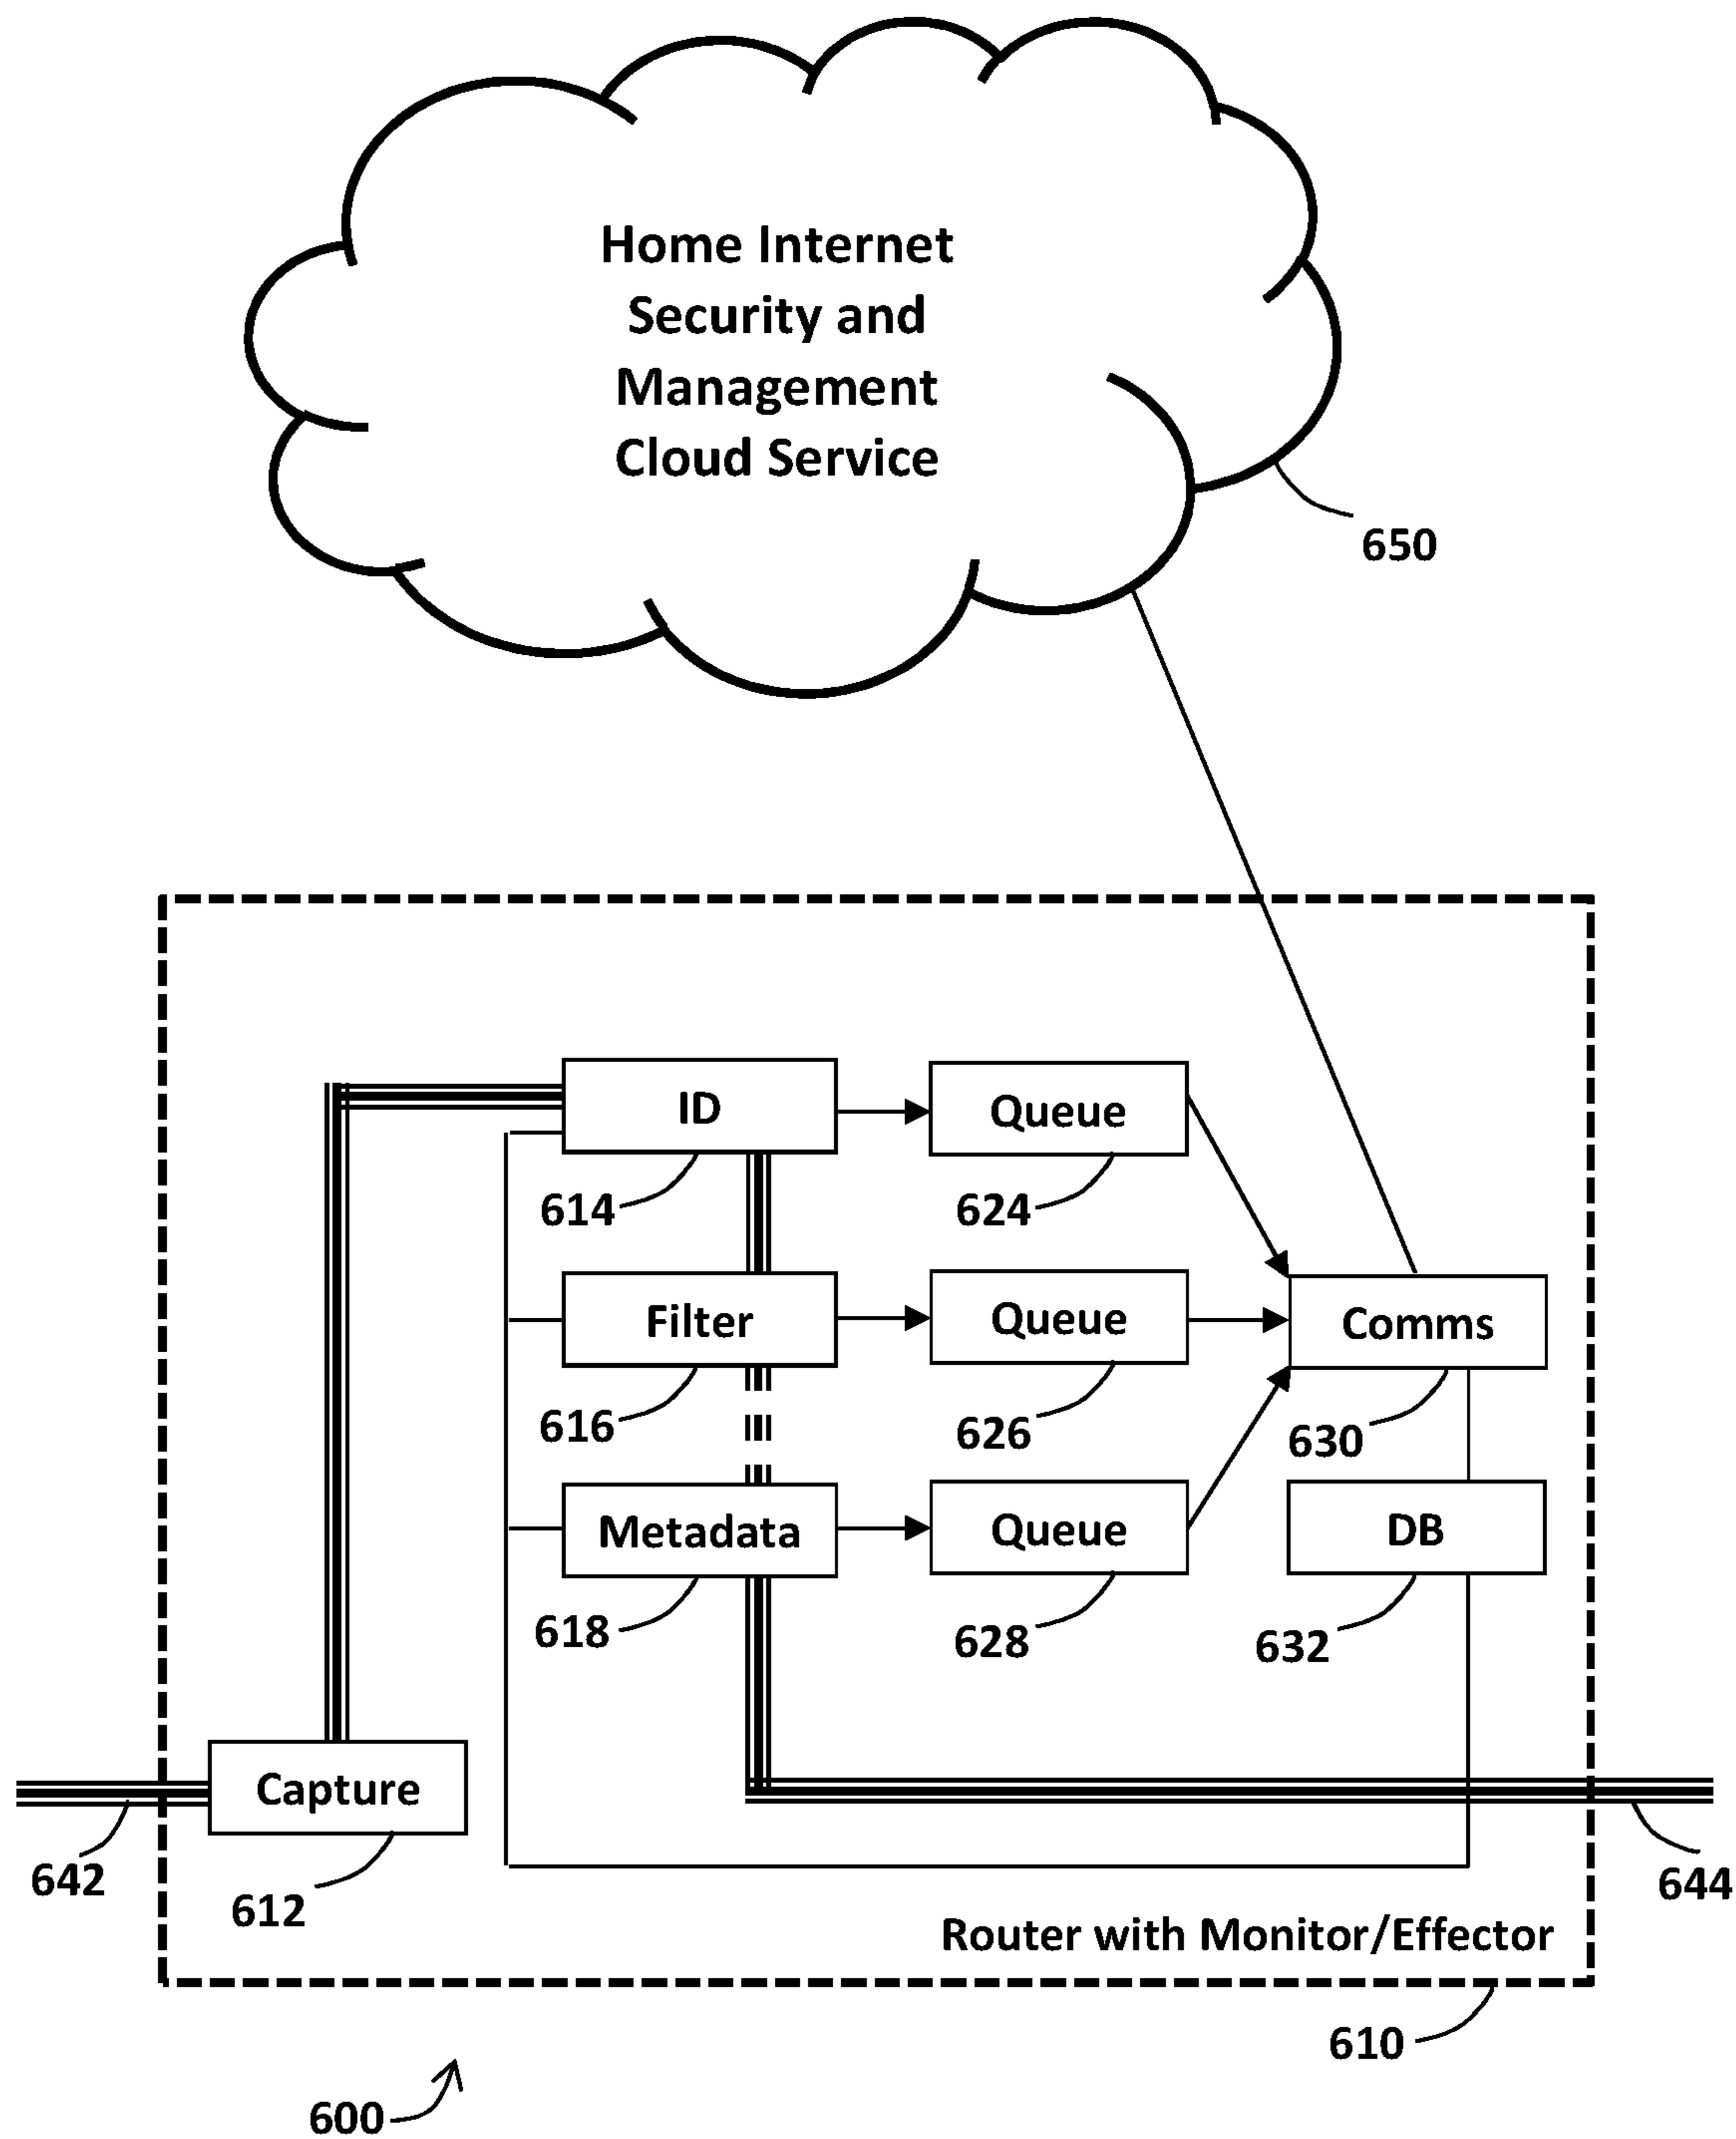 Home Internet
Security and
Management
Cloud Service
650
ID
Queue
614
624
Filter
Queue
Comms
616
626
630
Metadata
Queue
DB
618
628
632
Capture
642
612
644
Router with Monitor/Effector
610
600